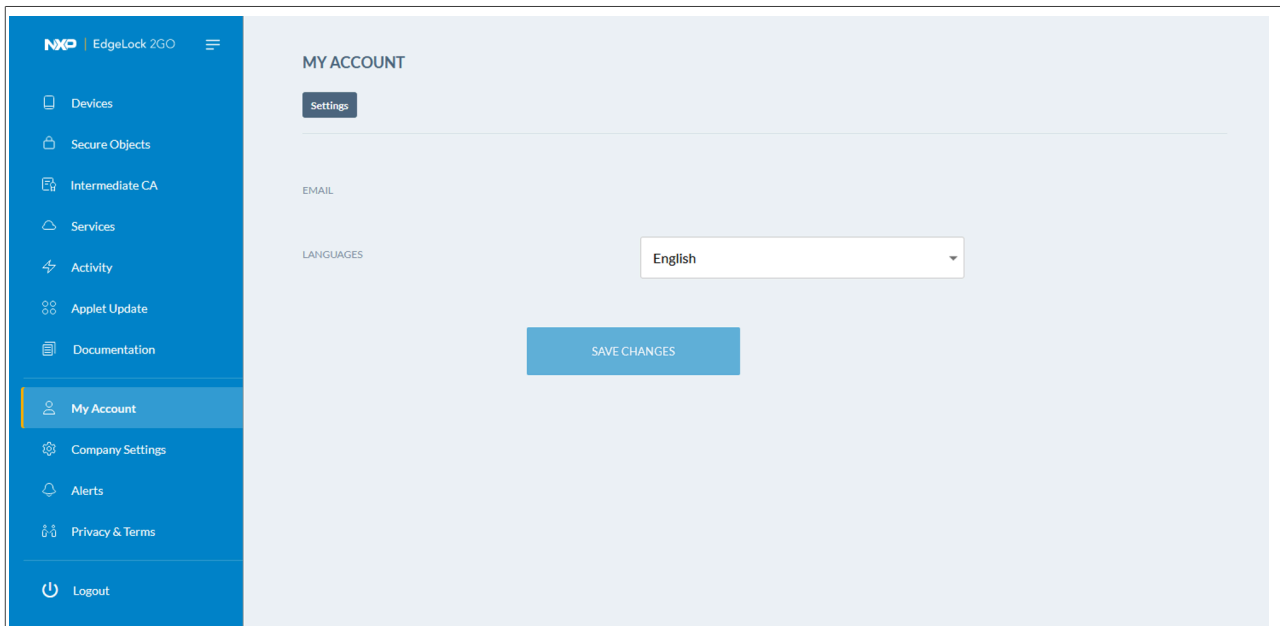 NXP | EdgeLock 2GO
Devices
Secure Objects
Intermediate CA
Services
Activity
Applet Update
Documentation
My Account
Company Settings
Alerts
Privacy & Terms
Logout
MY ACCOUNT
Settings
EMAIL
LANGUAGES
English
SAVE CHANGES